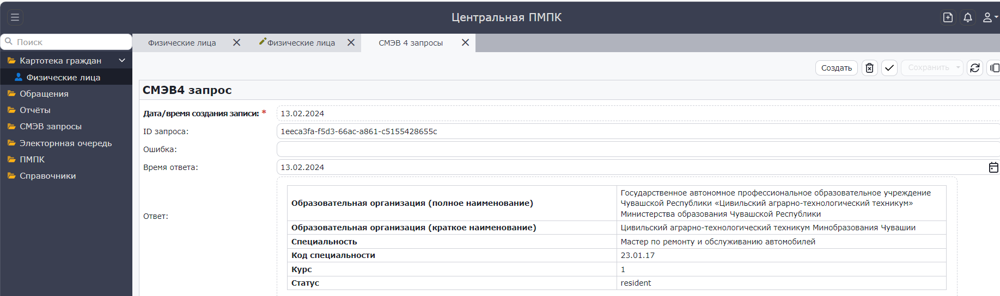 Центральная ПМПК
Поиск
Физические лица
Физические лица
СМЭВ 4 запросы
Картотека граждан
Физические лица
Обращения
Отчёты
СМЭВ запросы
Электорнная очередь
ПМПК
Справочники
Создать
Сохранить
СМЭВ4 запрос
Дата/время создания записи: * 13.02.2024
ID запроса: 1eeca3fa-f5d3-66ac-a861-c5155428655c
Ошибка:
Время ответа: 13.02.2024
Ответ:
Образовательная организация (полное наименование)
Государственное автономное профессиональное образовательное учреждение
Чувашской Республики «Цивильский аграрно-технологический техникум»
Министерства образования Чувашской Республики
Образовательная организация (краткое наименование) Цивильский аграрно-технологический техникум Минобразования Чувашии
Специальность Мастер по ремонту и обслуживанию автомобилей
Код специальности 23.01.17
Курс 1
Статус resident